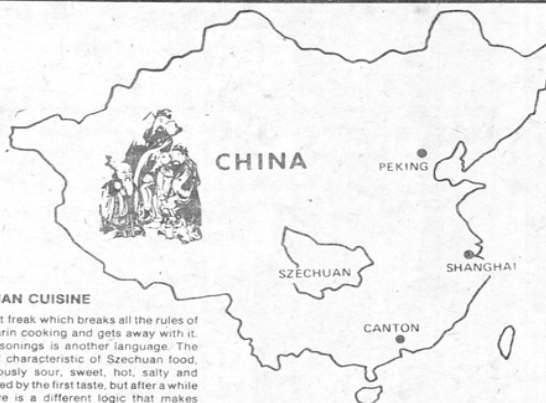 CHINA
PEKING
SZECHUAN
SHANGHAI
CANTON
AN CUISINE
t freak which breaks all the rules of
rin cooking and gets away with it.
sonings is another language. The
characteristic of Szechuan food,
ously sour, sweet, hot, salty and
ed by the first taste, but after a while
re is a different logic that makes